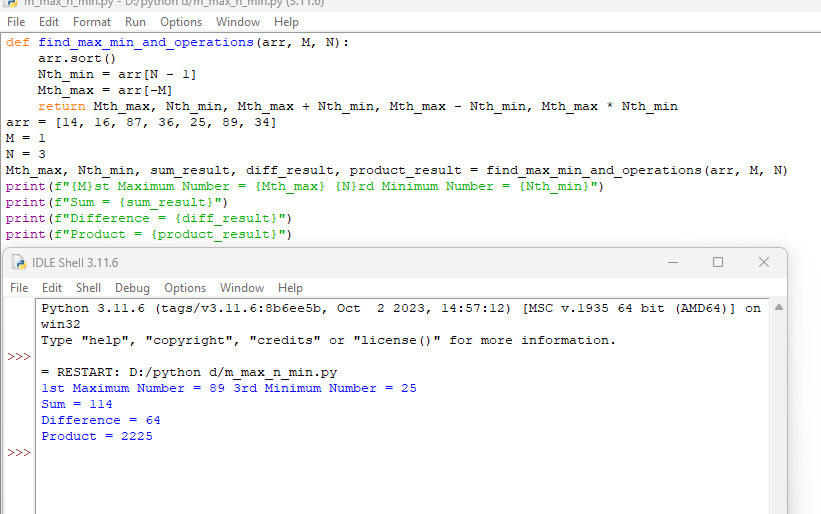 m_max_n_min.py - D:/python d/m_max_n_min.py (3.11.6)
File Edit Format Run Options Window Help
def find_max_min_and_operations(arr, M, N):
    arr.sort()
    Nth_min = arr[N - 1]
    Mth_max = arr[-M]
    return Mth_max, Nth_min, Mth_max + Nth_min, Mth_max - Nth_min, Mth_max * Nth_min
arr = [14, 16, 87, 36, 25, 89, 34]
M = 1
N = 3
Mth_max, Nth_min, sum_result, diff_result, product_result = find_max_min_and_operations(arr, M, N)
print(f"{M}st Maximum Number = {Mth_max} {N}rd Minimum Number = {Nth_min}")
print(f"Sum = {sum_result}")
print(f"Difference = {diff_result}")
print(f"Product = {product_result}")
IDLE Shell 3.11.6
File Edit Shell Debug Options Window Help
Python 3.11.6 (tags/v3.11.6:8b6ee5b, Oct  2 2023, 14:57:12) [MSC v.1935 64 bit (AMD64)] on
win32
Type "help", "copyright", "credits" or "license()" for more information.
>>>
= RESTART: D:/python d/m_max_n_min.py
1st Maximum Number = 89 3rd Minimum Number = 25
Sum = 114
Difference = 64
Product = 2225
>>>